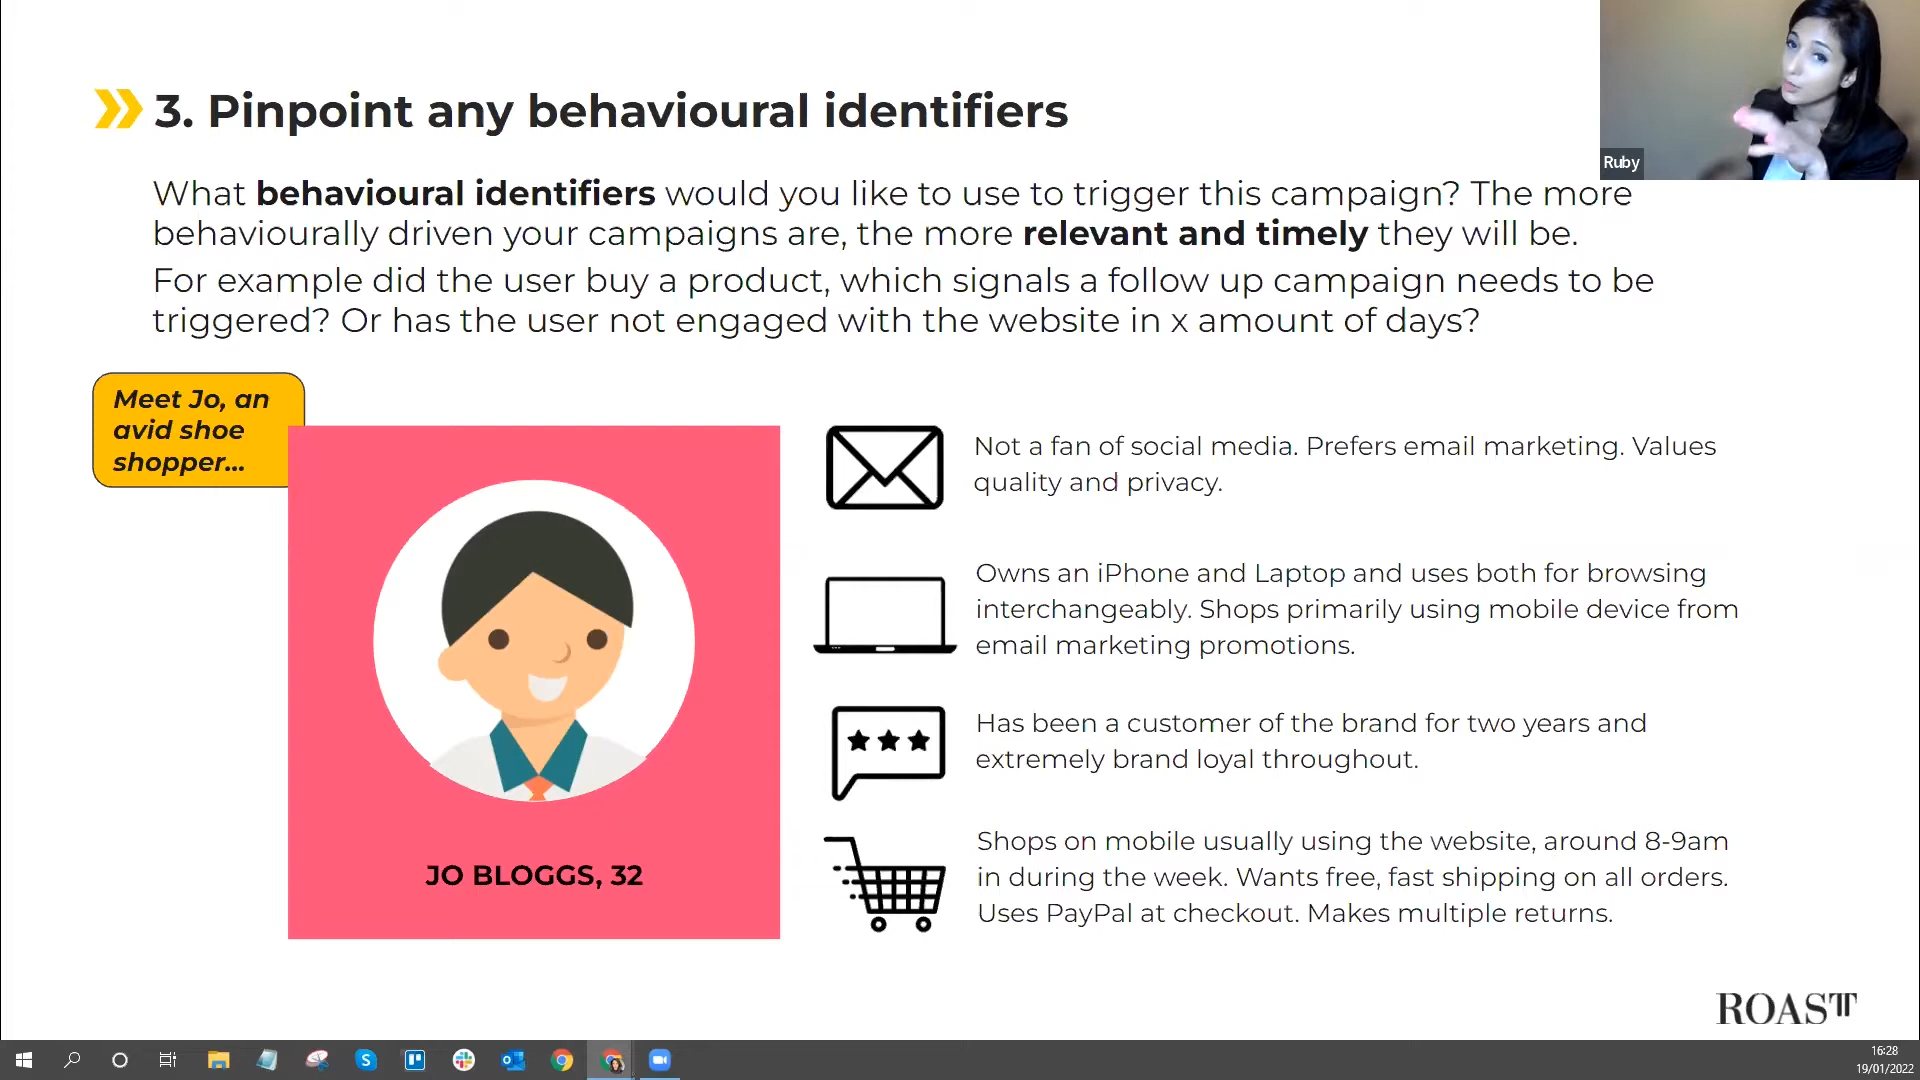 3. Pinpoint any behavioural identifiers
Ruby
What behavioural identifiers would you like to use to trigger this campaign? The more
behaviourally driven your campaigns are, the more relevant and timely they will be.
For example did the user buy a product, which signals a follow up campaign needs to be
triggered? Or has the user not engaged with the website in x amount of days?
Meet Jo, an
avid shoe
shopper...
JO BLOGGS, 32
Not a fan of social media. Prefers email marketing. Values
quality and privacy.
Owns an iPhone and Laptop and uses both for browsing
interchangeably. Shops primarily using mobile device from
email marketing promotions.
Has been a customer of the brand for two years and
extremely brand loyal throughout.
Shops on mobile usually using the website, around 8-9am
in during the week. Wants free, fast shipping on all orders.
Uses PayPal at checkout. Makes multiple returns.
ROAST
16:28
19/01/2022